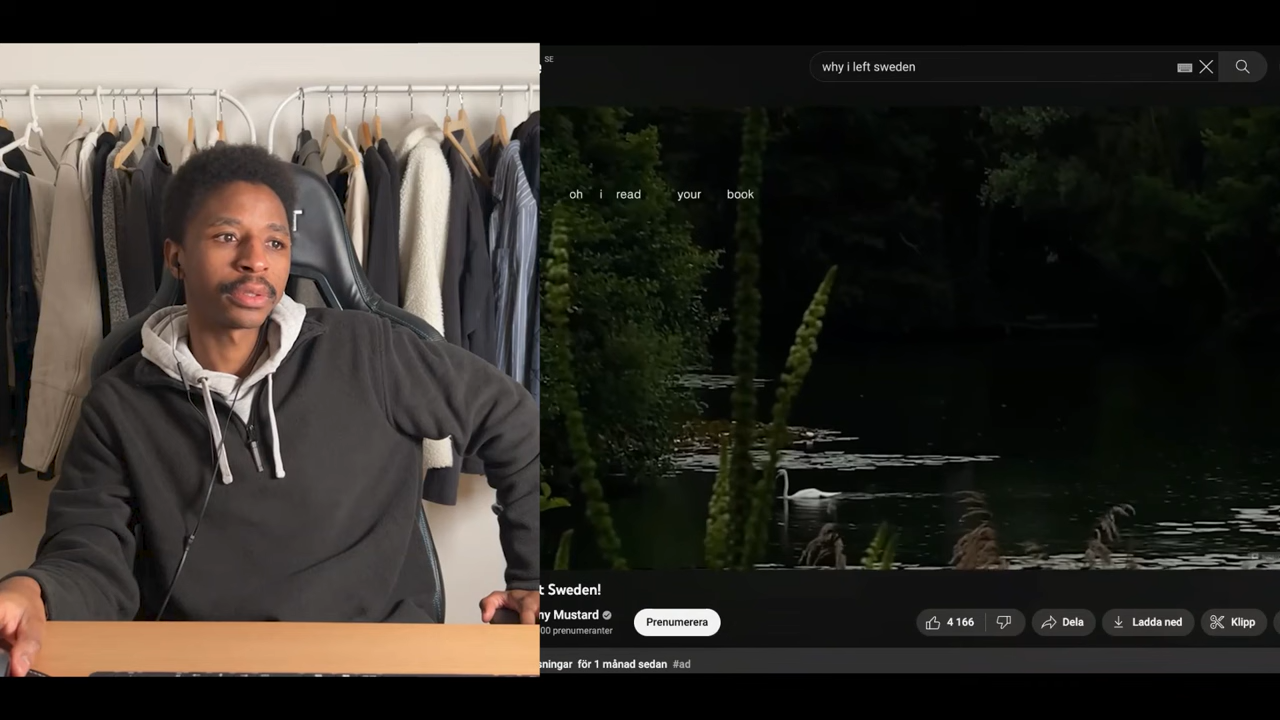 SE
why i left sweden
oh i read your book
t Sweden!
ny Mustard
00 prenumeranter
Prenumerera
4 166
Dela
Ladda ned
Klipp
sningar för 1 månad sedan #ad